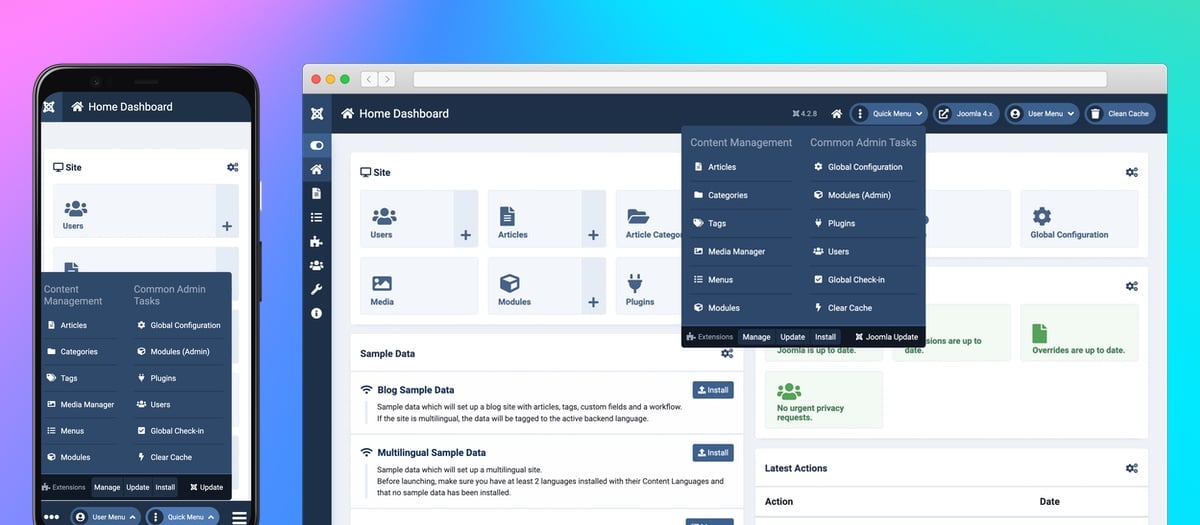 Home Dashboard
Site
Users
Content Management
Common Admin Tasks
Articles
Global Configuration
Categories
Modules (Admin)
Tags
Plugins
Media Manager
Users
Menus
Global Check-in
Modules
Clear Cache
Extensions Manage Update Install Update
User Menu Quick Menu
Home Dashboard
4.2.8 Quick Menu Joomla 4.x User Menu Clean Cache
Site
Users
Articles
Article Catego
Global Configuration
Media
Modules
Plugins
Content Management Common Admin Tasks
Articles
Global Configuration
Categories
Modules (Admin)
Tags
Plugins
Media Manager
Users
Menus
Global Check-in
Modules
Clear Cache
Extensions Manage Update Install Joomla Update
Joomla is up to date.
sions are up to
date.
Overrides are up to date.
No urgent privacy
requests.
Sample Data
Blog Sample Data
Install
Sample data which will set up a blog site with articles, tags, custom fields and a workflow.
If the site is multilingual, the data will be tagged to the active backend language.
Multilingual Sample Data
Install
Sample data which will set up a multilingual site.
Before launching, make sure you have at least 2 languages installed with their Content Languages and
that no sample data has been installed.
Latest Actions
Action Date